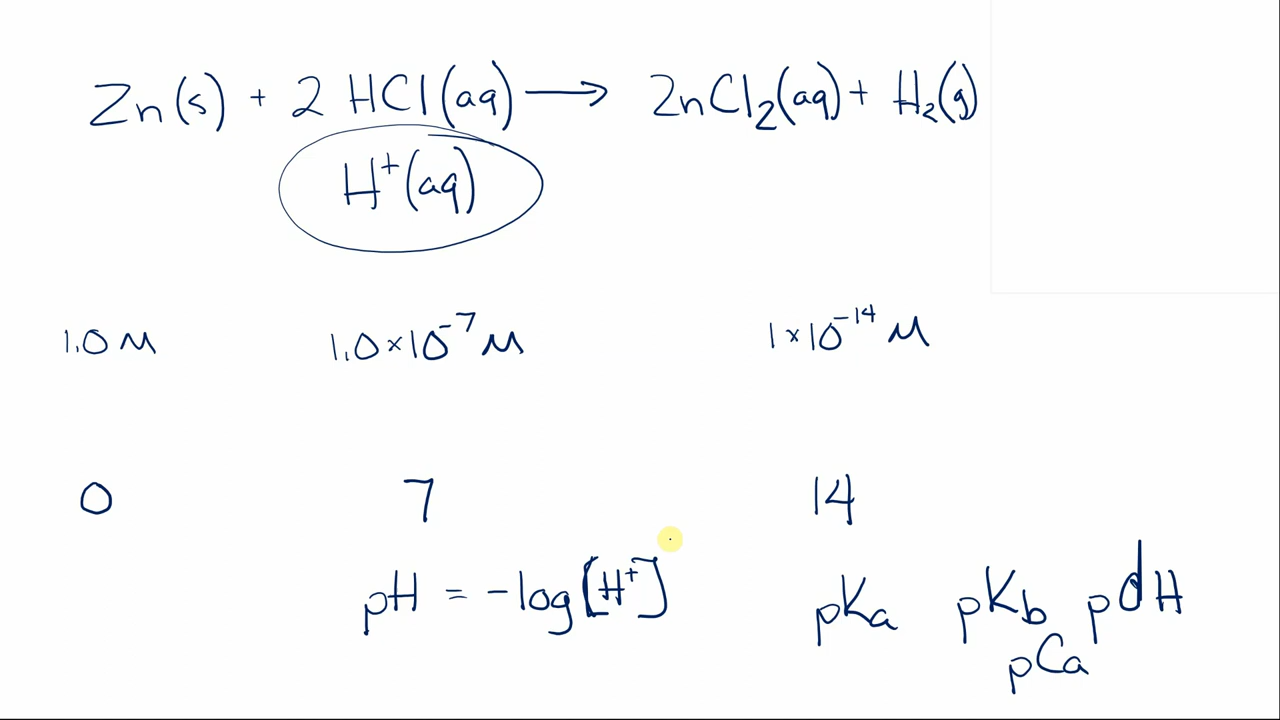 Zn(s) + 2 HCl(aq) → ZnCl₂(aq) + H₂(g)
H⁺(aq)
1.0 M 1.0 × 10⁻⁷ M 1 × 10⁻¹⁴ M
0 7 14
pH = -log[H⁺] pKa pKb pdH
pCa